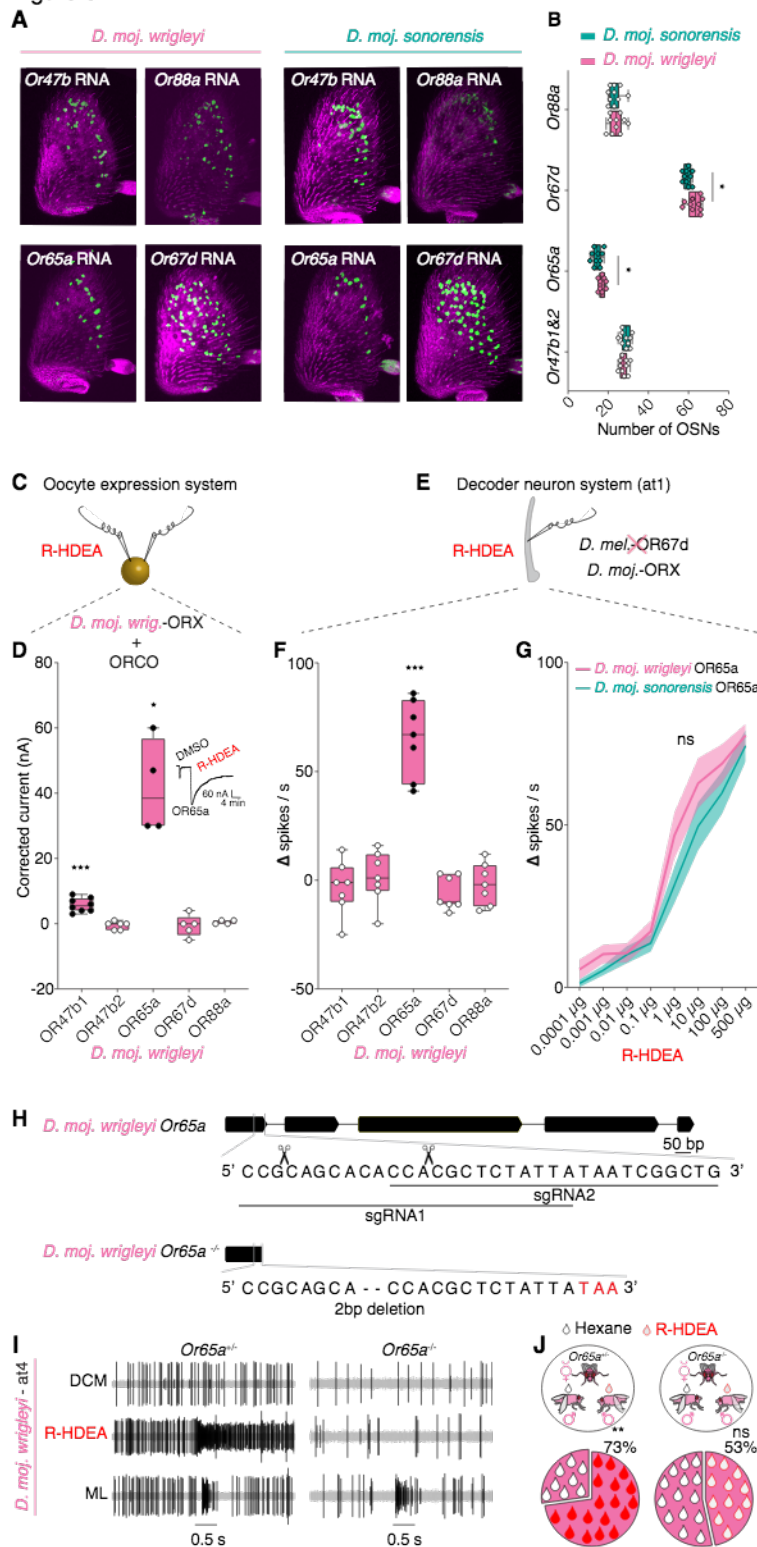 A
D. moj. wrigleyi
D. moj. sonorensis
Or47b RNA
Or88a RNA
Or47b RNA
Or88a RNA
Or65a RNA
Or67d RNA
Or65a RNA
Or67d RNA
B
D. moj. sonorensis
D. moj. wrigleyi
Or88a
Or67d
*
Or65a
*
Or47b1&2
0 20 40 60 80
Number of OSNs
C Oocyte expression system
R-HDEA
D. moj. wrig.-ORX
+
ORCO
E Decoder neuron system (at1)
R-HDEA
D. mel.-OR67d
D. moj.-ORX
D
Corrected current (nA)
80
60
40
20
0
-20
***
*
DMSO
R-HDEA
60 nA
4 min
OR65a
OR47b1
OR47b2
OR65a
OR67d
OR88a
D. moj. wrigleyi
F
Δ spikes / s
100
50
0
-50
***
OR47b1
OR47b2
OR65a
OR67d
OR88a
D. moj. wrigleyi
G
D. moj. wrigleyi OR65a
D. moj. sonorensis OR65a
ns
Δ spikes / s
100
50
0
0.0001 µg
0.001 µg
0.01 µg
0.1 µg
1 µg
10 µg
100 µg
500 µg
R-HDEA
H
D. moj. wrigleyi Or65a
50 bp
5' CCGCAGCACACCACGCTCTATTATAATCGGCTG 3'
sgRNA2
sgRNA1
D. moj. wrigleyi Or65a -/-
5' CCGCAGCA--CCACGCTCTATTATAA 3'
2bp deletion
I
D. moj. wrigleyi - at4
Or65a+/-
Or65a-/-
DCM
R-HDEA
ML
0.5 s
0.5 s
J
Hexane
R-HDEA
Or65a+/-
Or65a-/-
**
73%
ns
53%